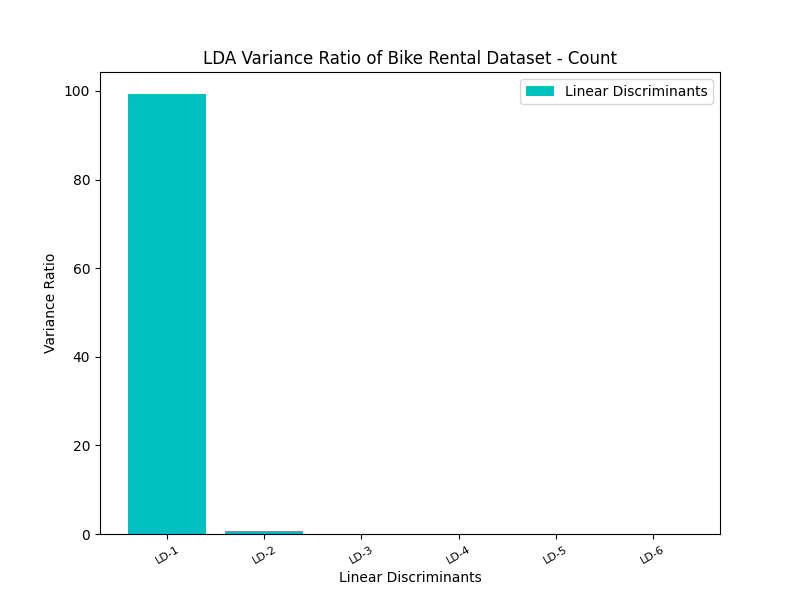 LDA Variance Ratio of Bike Rental Dataset - Count
Linear Discriminants
100
80
60
40
20
0
Variance Ratio
LD-1 LD-2 LD-3 LD-4 LD-5 LD-6
Linear Discriminants